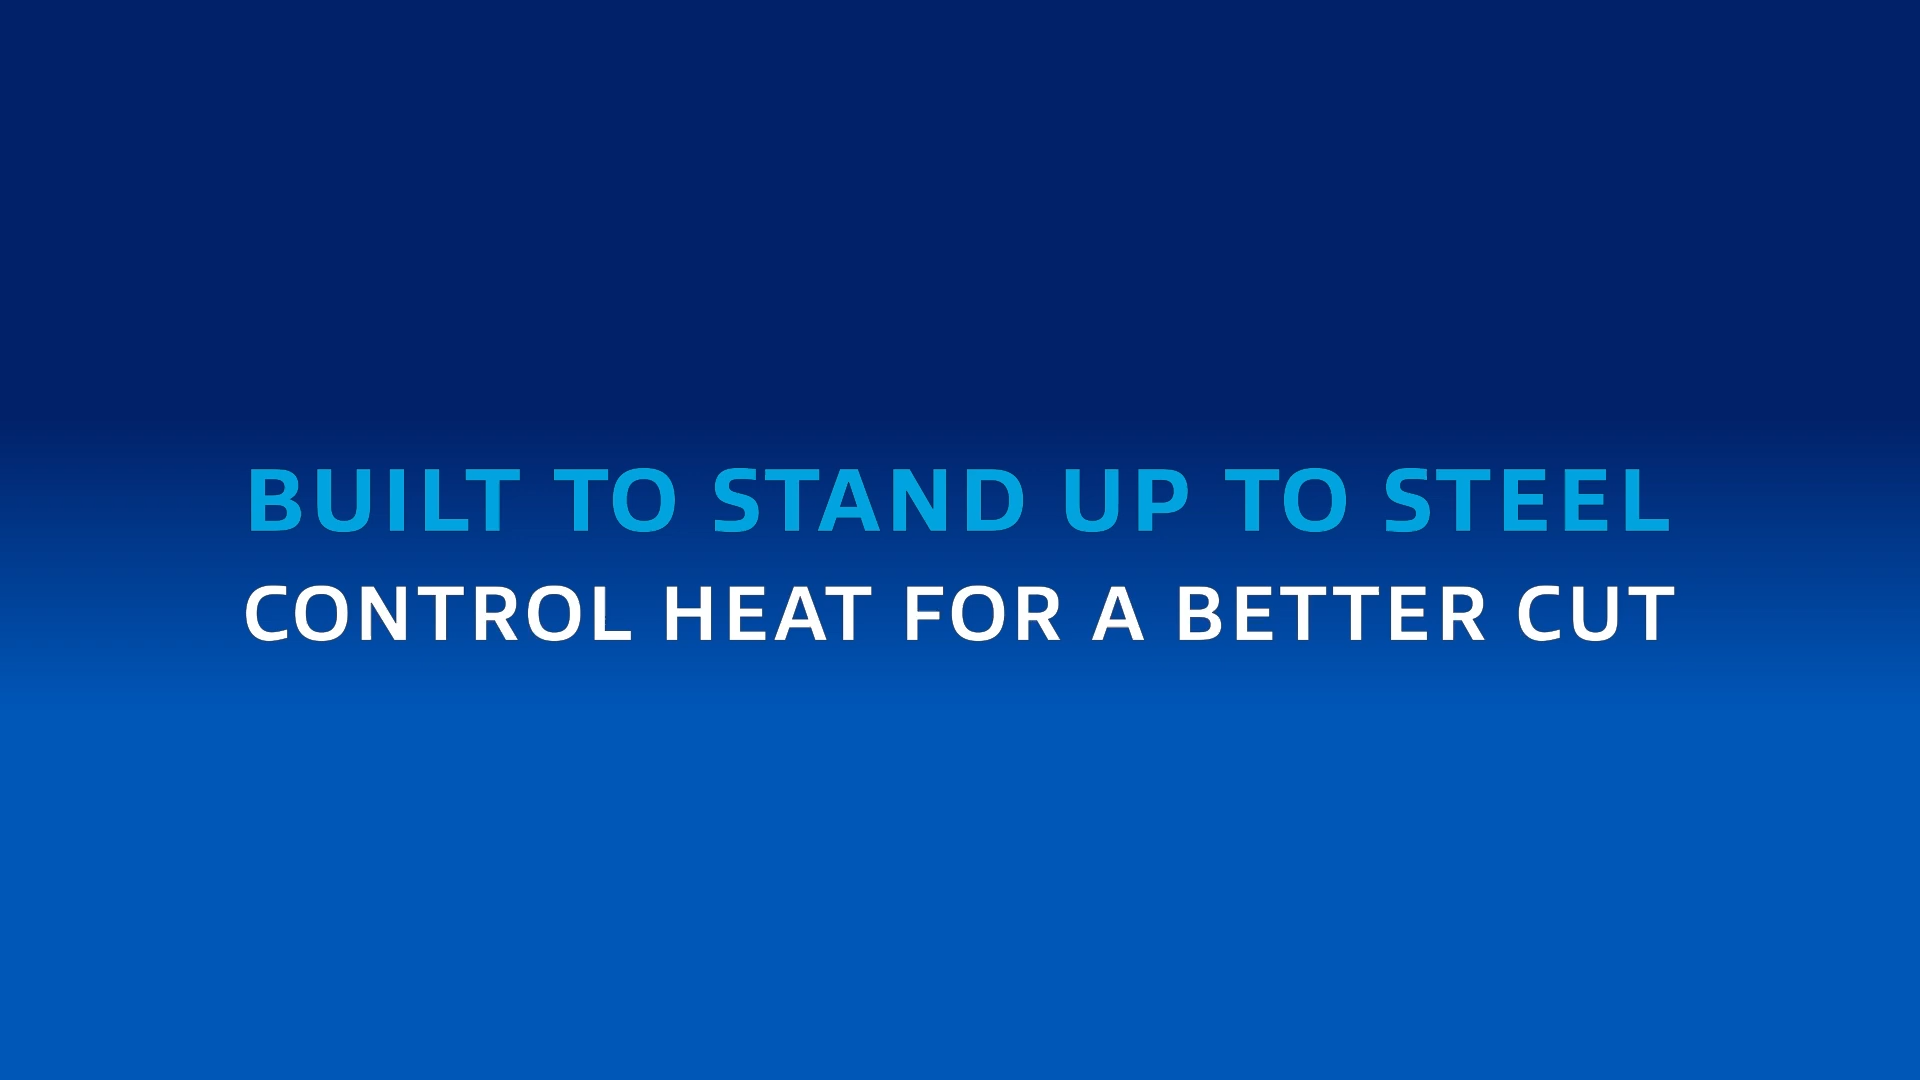 BUILT TO STAND UP TO STEEL
CONTROL HEAT FOR A BETTER CUT